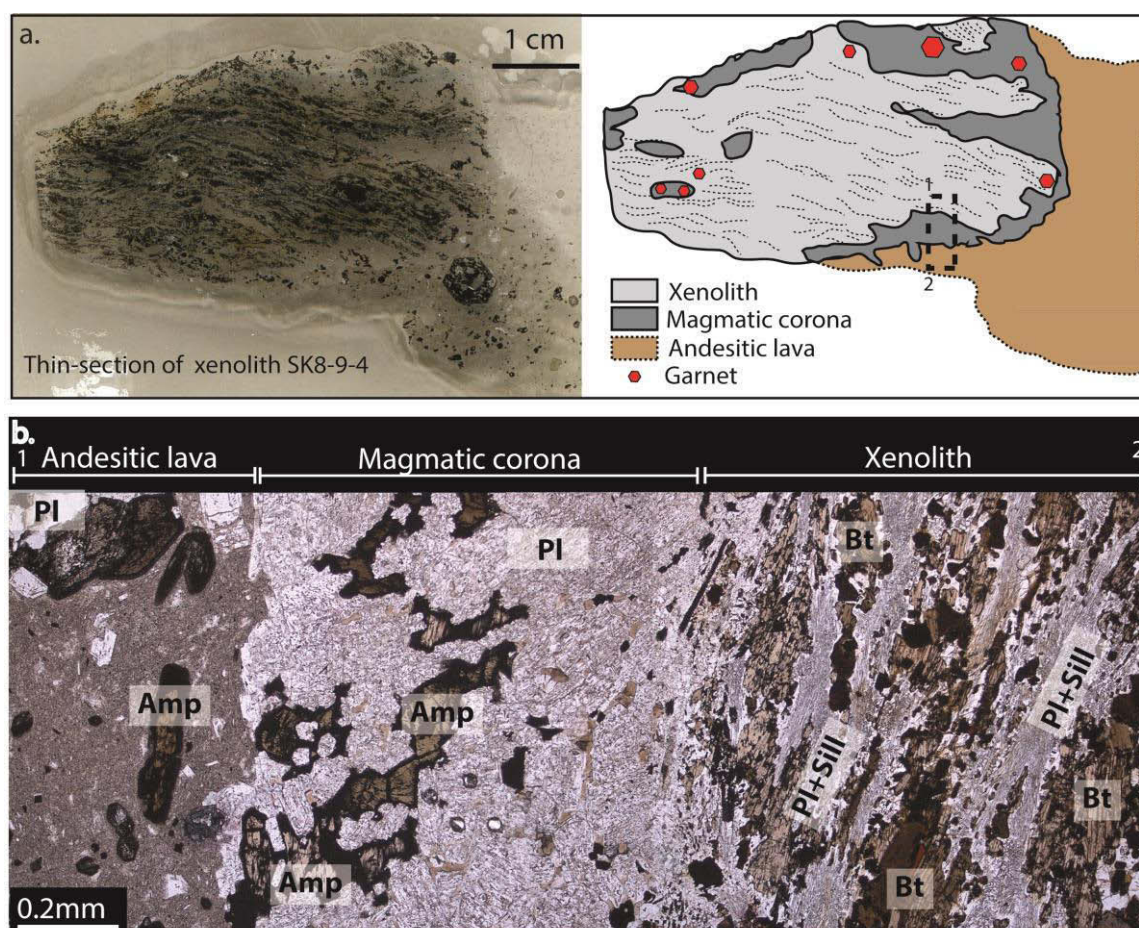 a.
1 cm
Thin-section of xenolith SK8-9-4
1
2
Xenolith
Magmatic corona
Andesitic lava
Garnet
b.
1 Andesitic lava Magmatic corona Xenolith 2
Pl
Pl
Bt
Amp
Amp
Pl+Sill
Pl+Sill
Bt
Amp
Bt
0.2mm